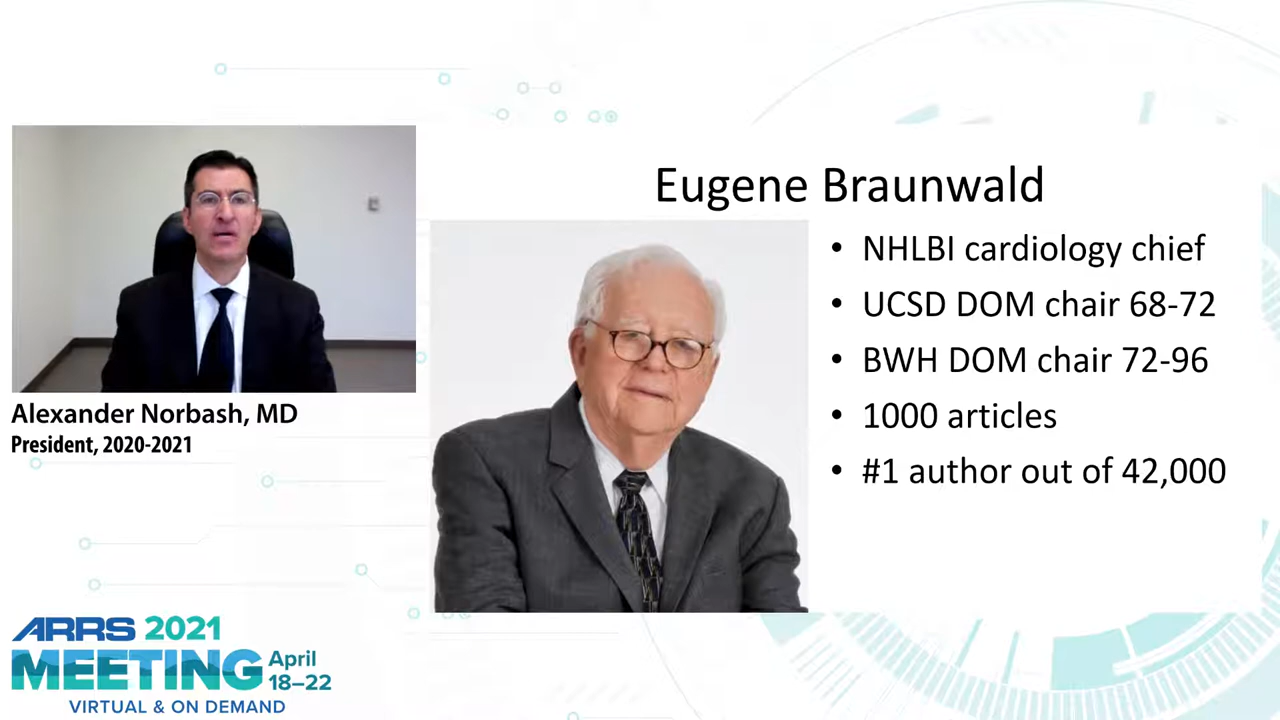 Eugene Braunwald
• NHLBI cardiology chief
• UCSD DOM chair 68-72
• BWH DOM chair 72-96
• 1000 articles
• #1 author out of 42,000
Alexander Norbash, MD
President, 2020-2021
ARRS 2021
MEETING April
18–22
VIRTUAL & ON DEMAND